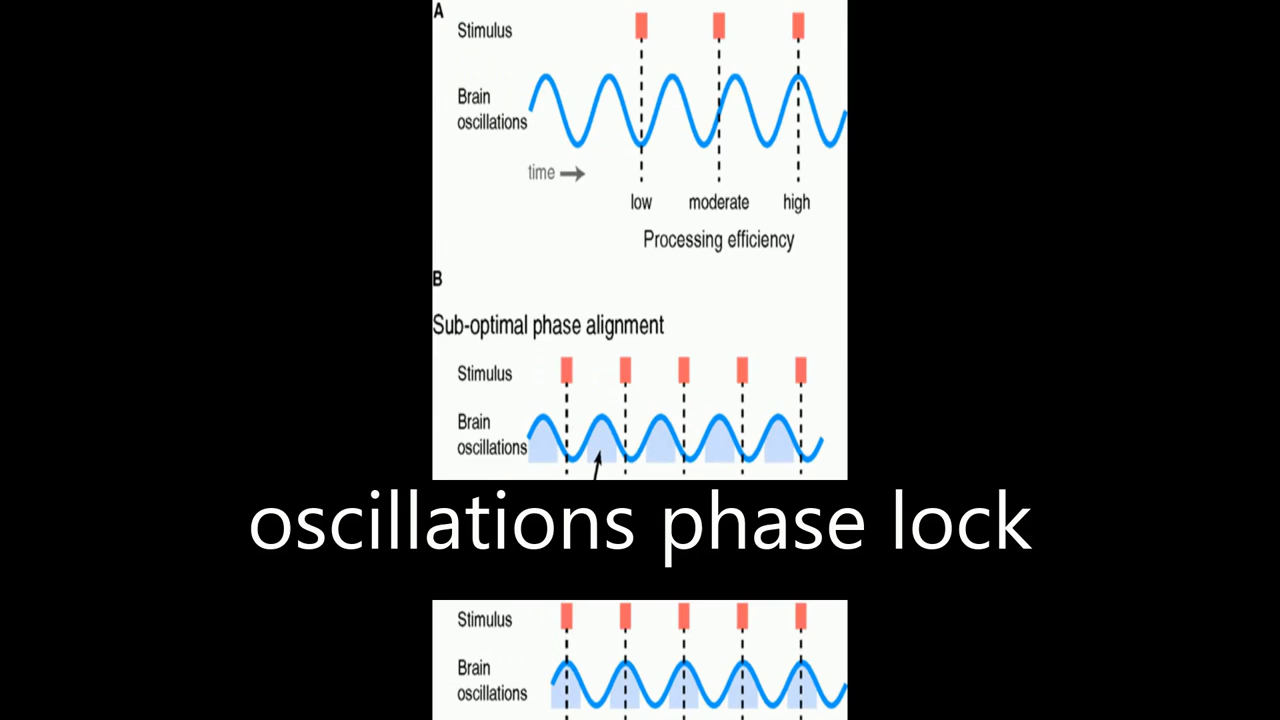 A
Stimulus
Brain
oscillations
time
low moderate high
Processing efficiency
B
Sub-optimal phase alignment
Stimulus
Brain
oscillations
oscillations phase lock
Stimulus
Brain
oscillations